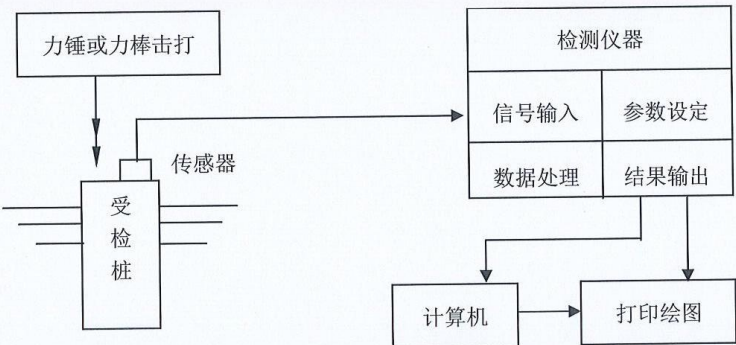 力锤或力棒击打
检测仪器
信号输入
参数设定
传感器
数据处理
结果输出
受
检
桩
计算机
打印绘图